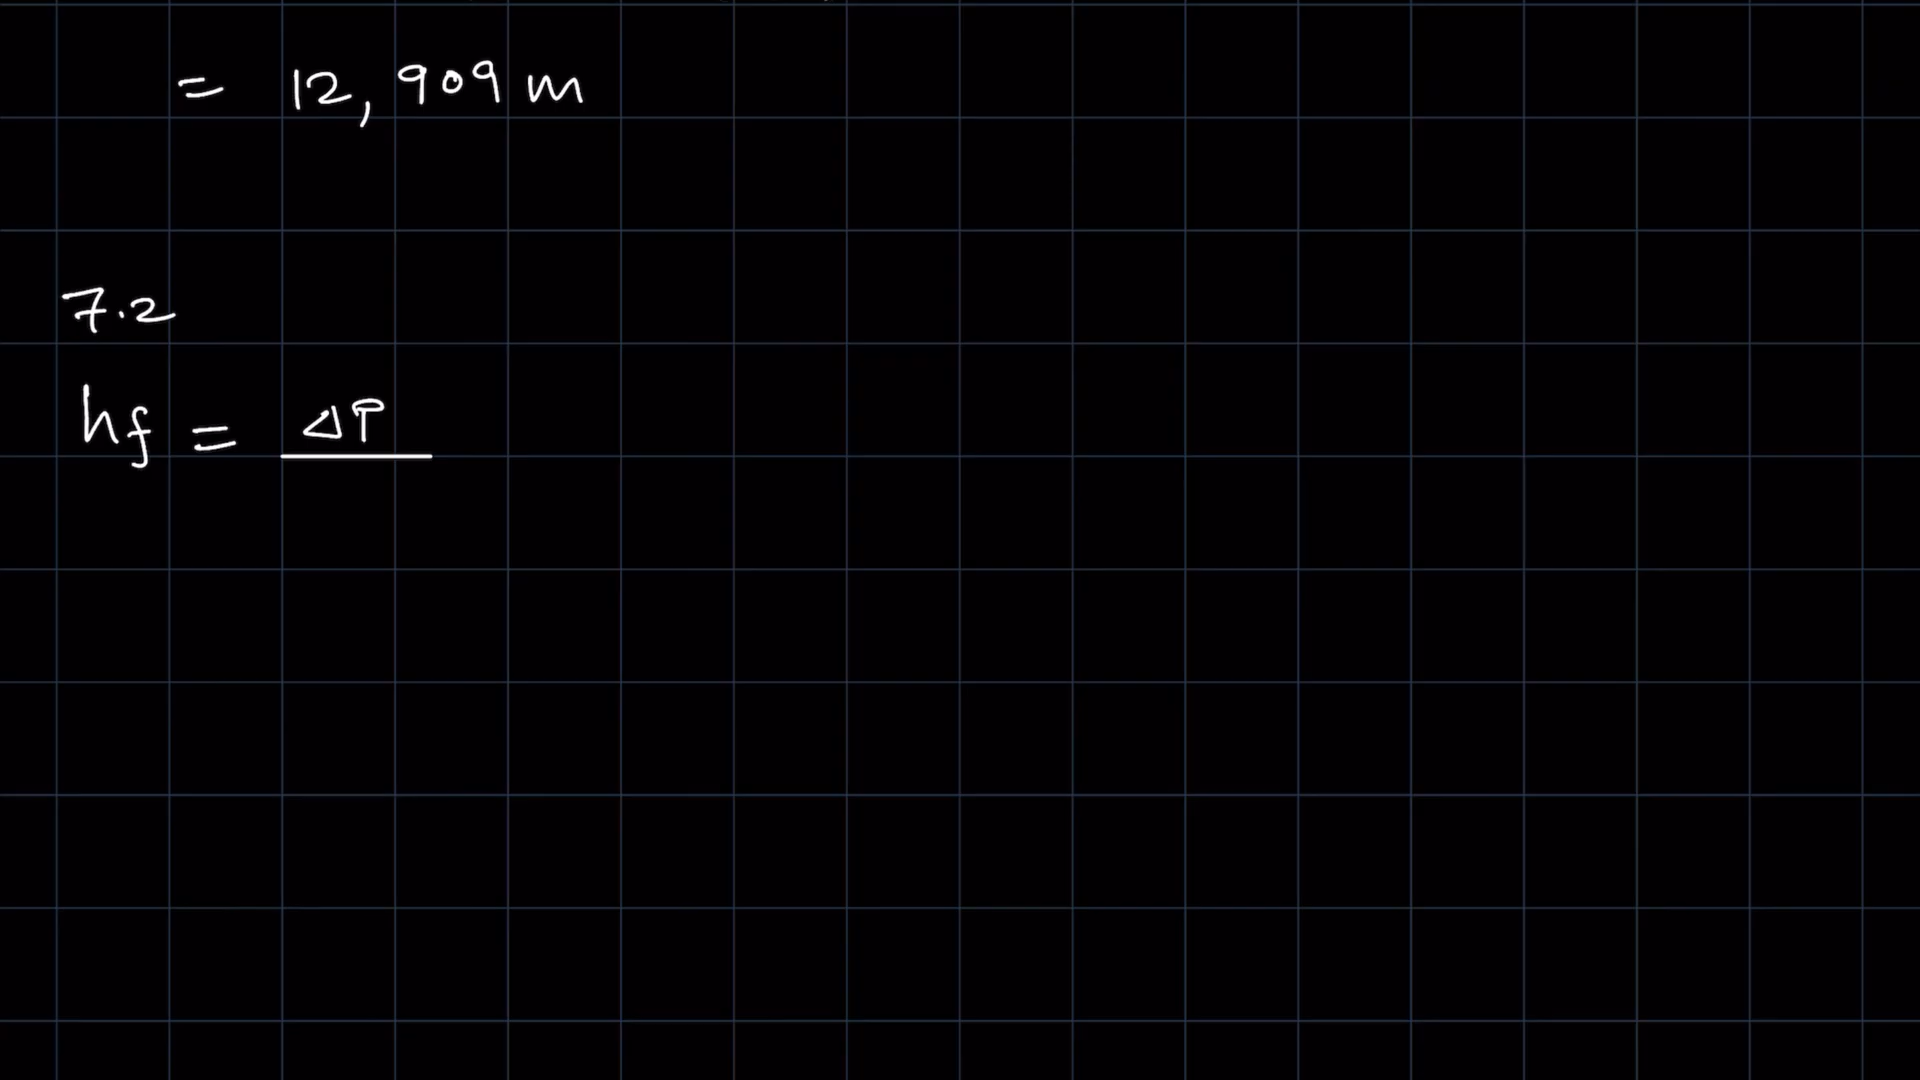 = 12,909 m
7.2
hf = ΔP